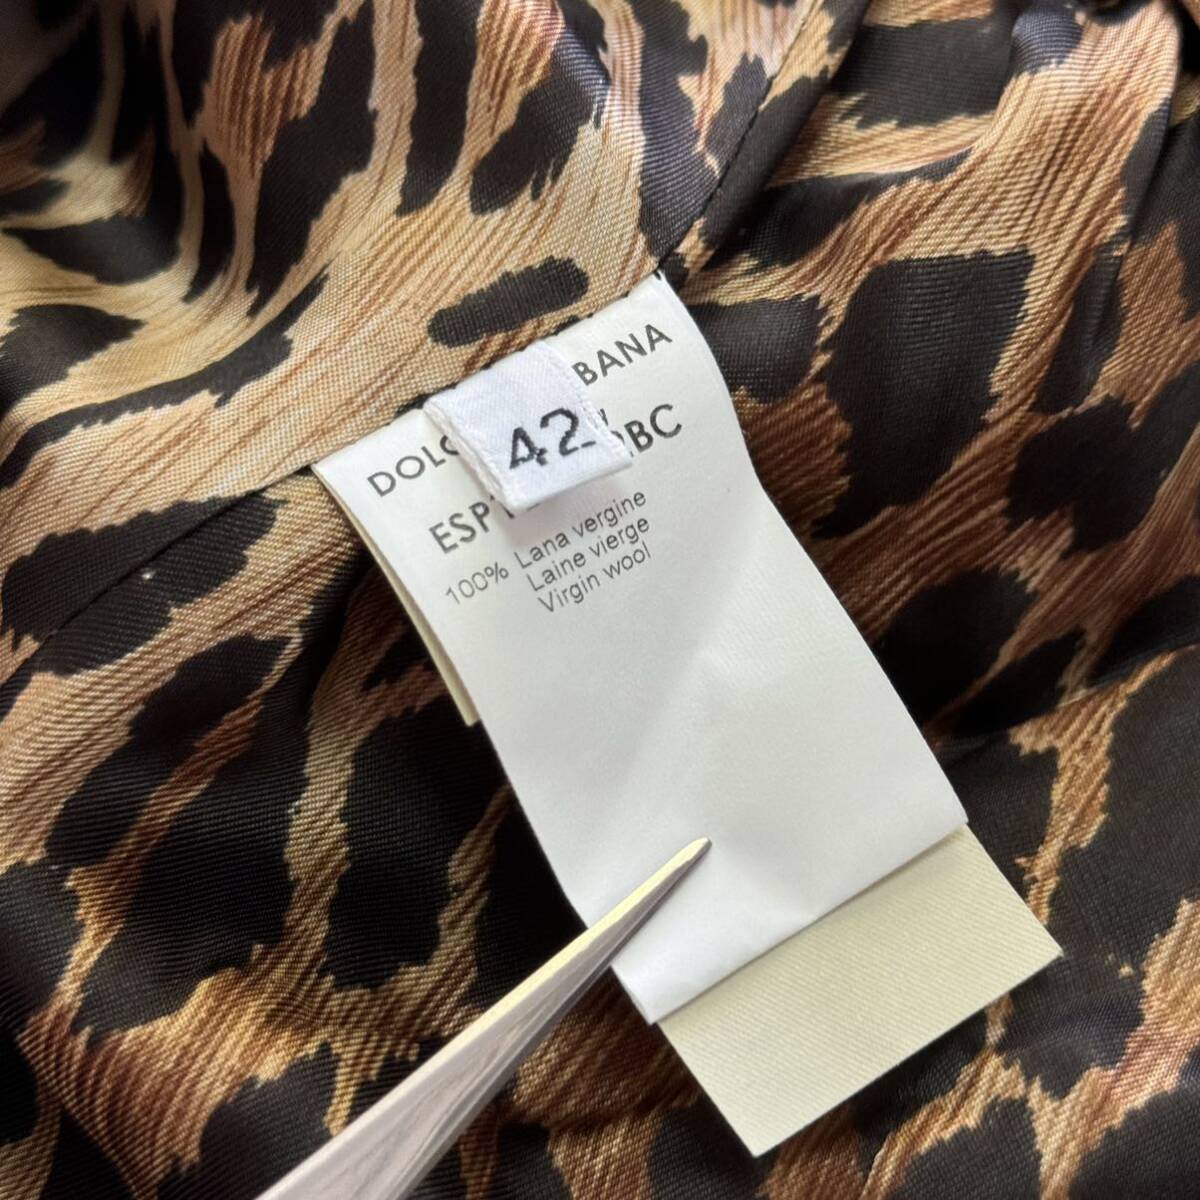 DOLC BANA
42
ESP BC
100% Lana vergine
Laine vierge
Virgin wool